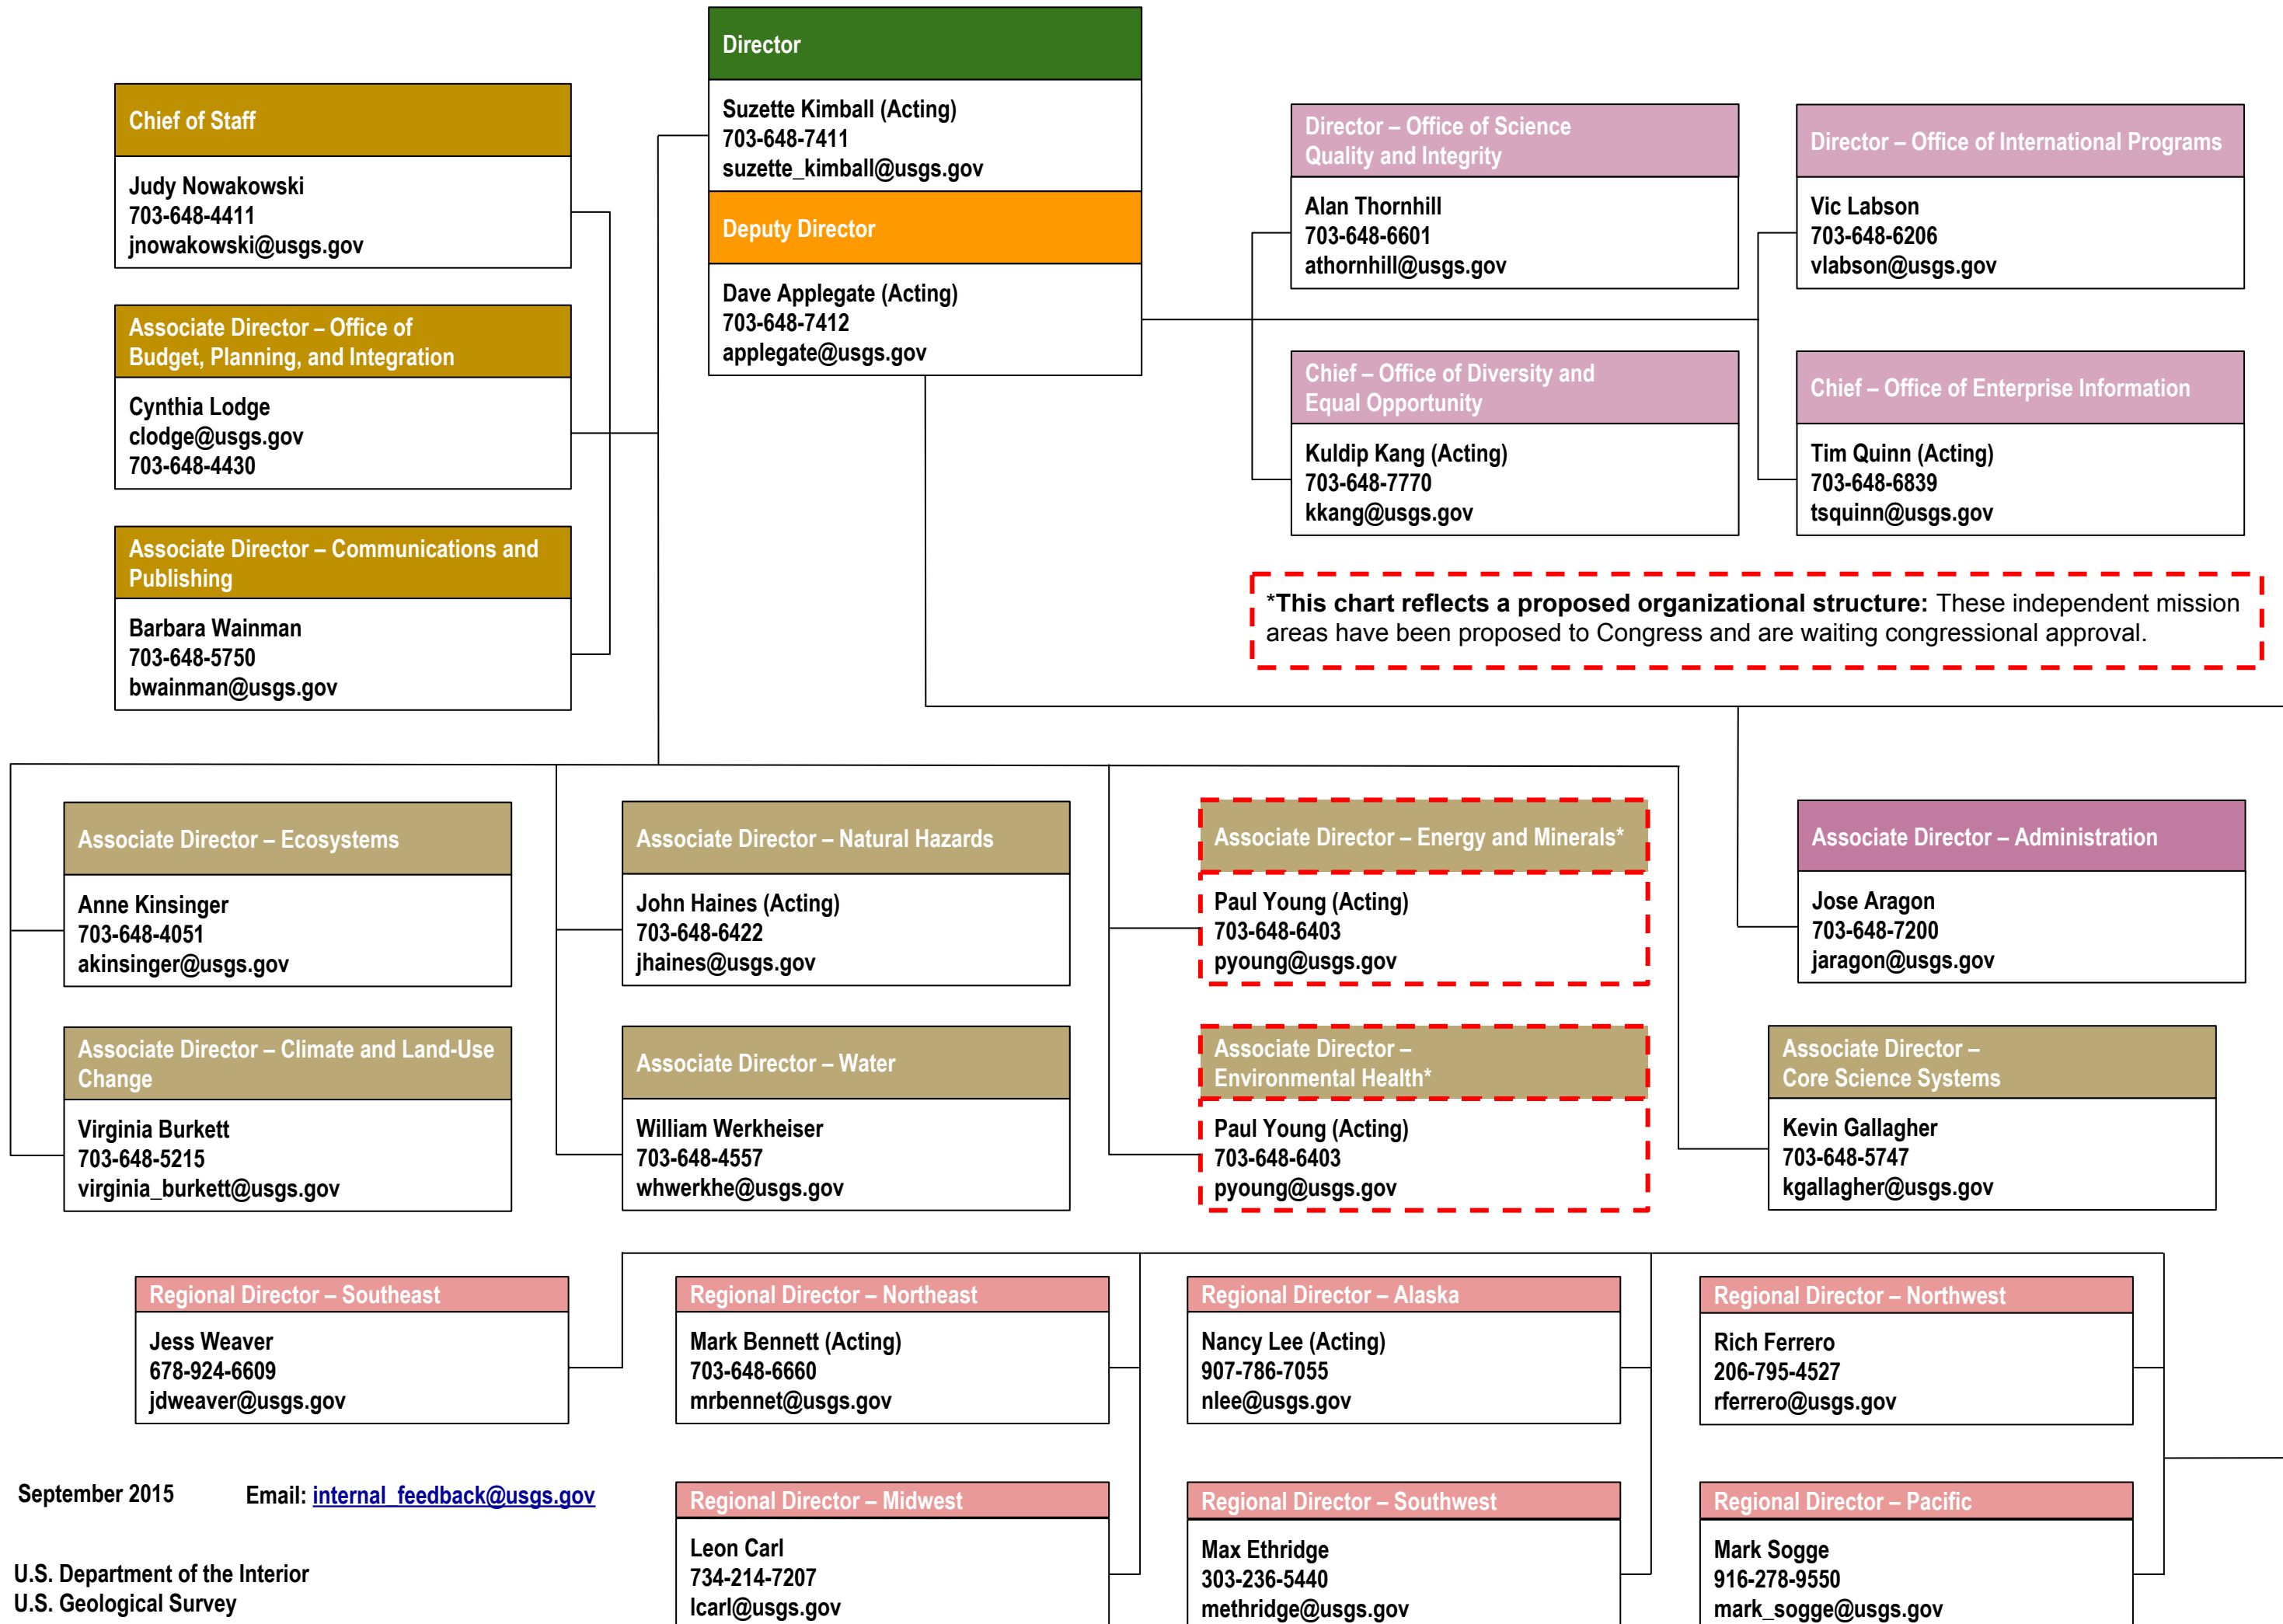 Director
Suzette Kimball (Acting)
703-648-7411
suzette_kimball@usgs.gov
Deputy Director
Dave Applegate (Acting)
703-648-7412
applegate@usgs.gov
Chief of Staff
Judy Nowakowski
703-648-4411
jnowakowski@usgs.gov
Associate Director – Office of
Budget, Planning, and Integration
Cynthia Lodge
clodge@usgs.gov
703-648-4430
Associate Director – Communications and
Publishing
Barbara Wainman
703-648-5750
bwainman@usgs.gov
Director – Office of Science
Quality and Integrity
Alan Thornhill
703-648-6601
athornhill@usgs.gov
Director – Office of International Programs
Vic Labson
703-648-6206
vlabson@usgs.gov
Chief – Office of Diversity and
Equal Opportunity
Kuldip Kang (Acting)
703-648-7770
kkang@usgs.gov
Chief – Office of Enterprise Information
Tim Quinn (Acting)
703-648-6839
tsquinn@usgs.gov
*This chart reflects a proposed organizational structure: These independent mission
areas have been proposed to Congress and are waiting congressional approval.
Associate Director – Ecosystems
Anne Kinsinger
703-648-4051
akinsinger@usgs.gov
Associate Director – Natural Hazards
John Haines (Acting)
703-648-6422
jhaines@usgs.gov
Associate Director – Energy and Minerals*
Paul Young (Acting)
703-648-6403
pyoung@usgs.gov
Associate Director – Administration
Jose Aragon
703-648-7200
jaragon@usgs.gov
Associate Director – Climate and Land-Use
Change
Virginia Burkett
703-648-5215
virginia_burkett@usgs.gov
Associate Director – Water
William Werkheiser
703-648-4557
whwerkhe@usgs.gov
Associate Director –
Environmental Health*
Paul Young (Acting)
703-648-6403
pyoung@usgs.gov
Associate Director –
Core Science Systems
Kevin Gallagher
703-648-5747
kgallagher@usgs.gov
Regional Director – Southeast
Jess Weaver
678-924-6609
jdweaver@usgs.gov
Regional Director – Northeast
Mark Bennett (Acting)
703-648-6660
mrbennet@usgs.gov
Regional Director – Alaska
Nancy Lee (Acting)
907-786-7055
nlee@usgs.gov
Regional Director – Northwest
Rich Ferrero
206-795-4527
rferrero@usgs.gov
Regional Director – Midwest
Leon Carl
734-214-7207
lcarl@usgs.gov
Regional Director – Southwest
Max Ethridge
303-236-5440
methridge@usgs.gov
Regional Director – Pacific
Mark Sogge
916-278-9550
mark_sogge@usgs.gov
September 2015 Email: internal_feedback@usgs.gov
U.S. Department of the Interior
U.S. Geological Survey